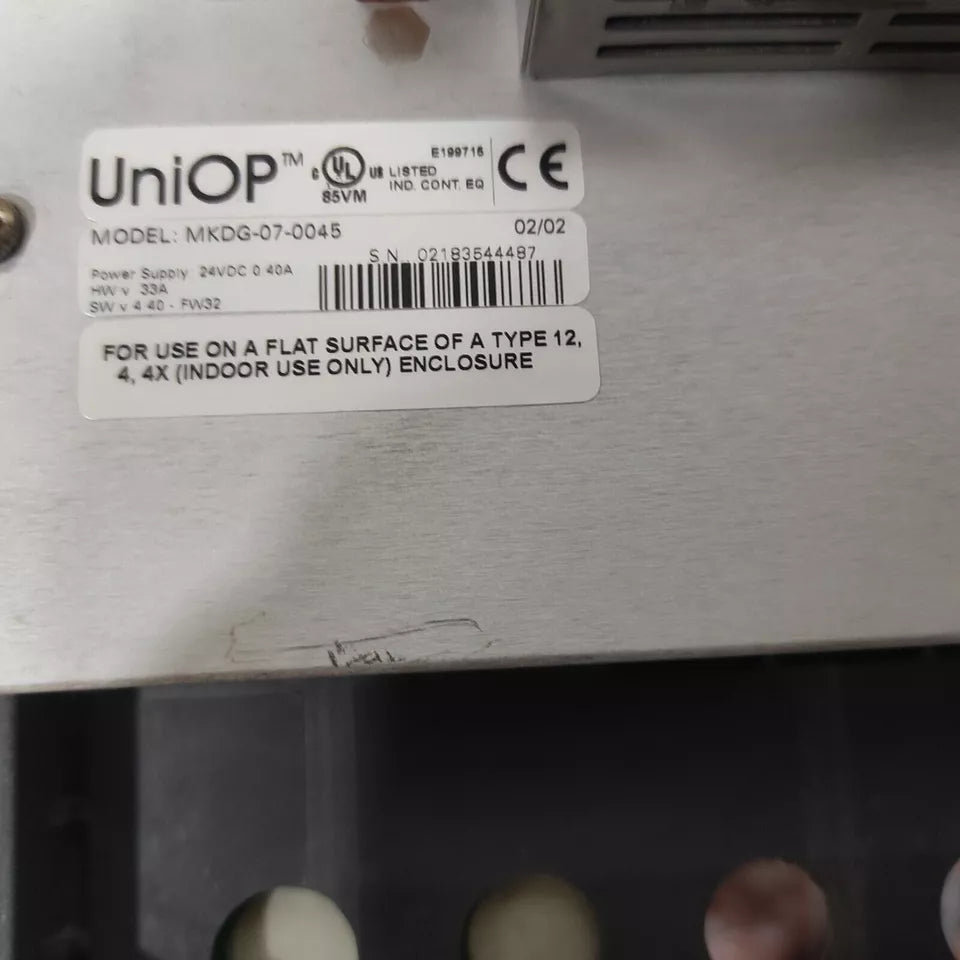 UniOP™
c UL US LISTED
E199716
IND. CONT. EQ
85VM
CE
MODEL: MKDG-07-0045
02/02
S.N. 02183544487
Power Supply 24VDC 0.40A
HW v. 33A
SW v 4.40 - FW32
FOR USE ON A FLAT SURFACE OF A TYPE 12,
4, 4X (INDOOR USE ONLY) ENCLOSURE